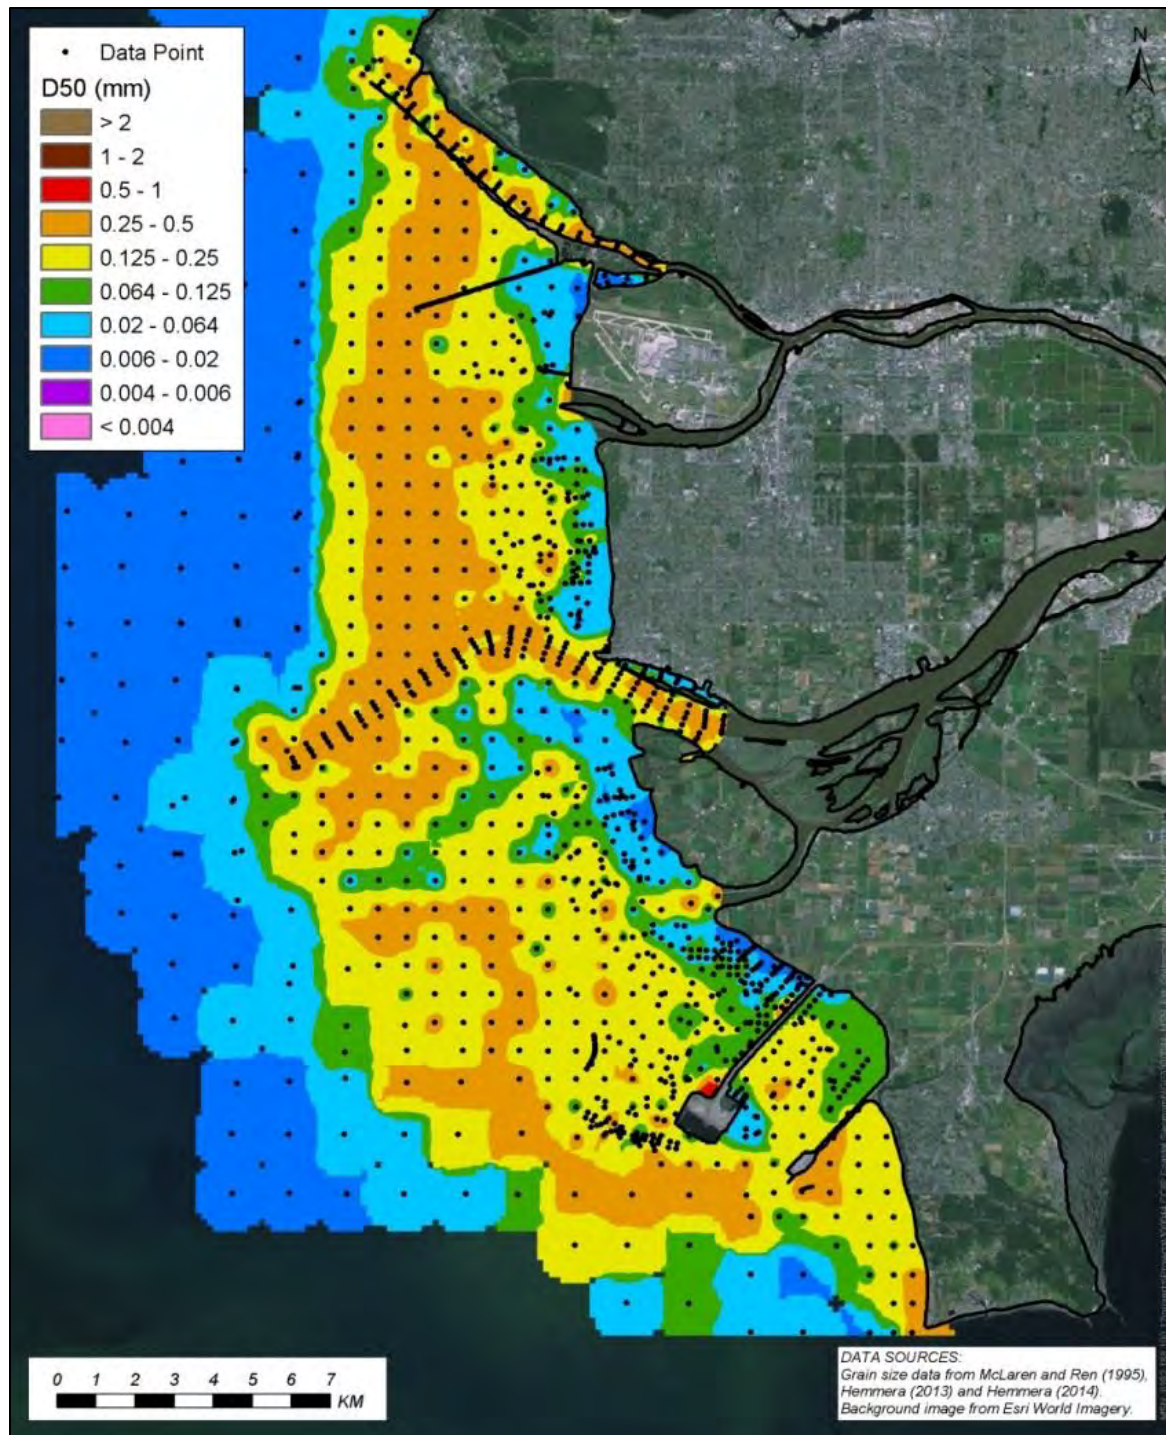 Data Point
D50 (mm)
> 2
1 - 2
0.5 - 1
0.25 - 0.5
0.125 - 0.25
0.064 - 0.125
0.02 - 0.064
0.006 - 0.02
0.004 - 0.006
< 0.004
N
0 1 2 3 4 5 6 7
KM
DATA SOURCES:
Grain size data from McLaren and Ren (1995),
Hemmera (2013) and Hemmera (2014).
Background image from Esri World Imagery.